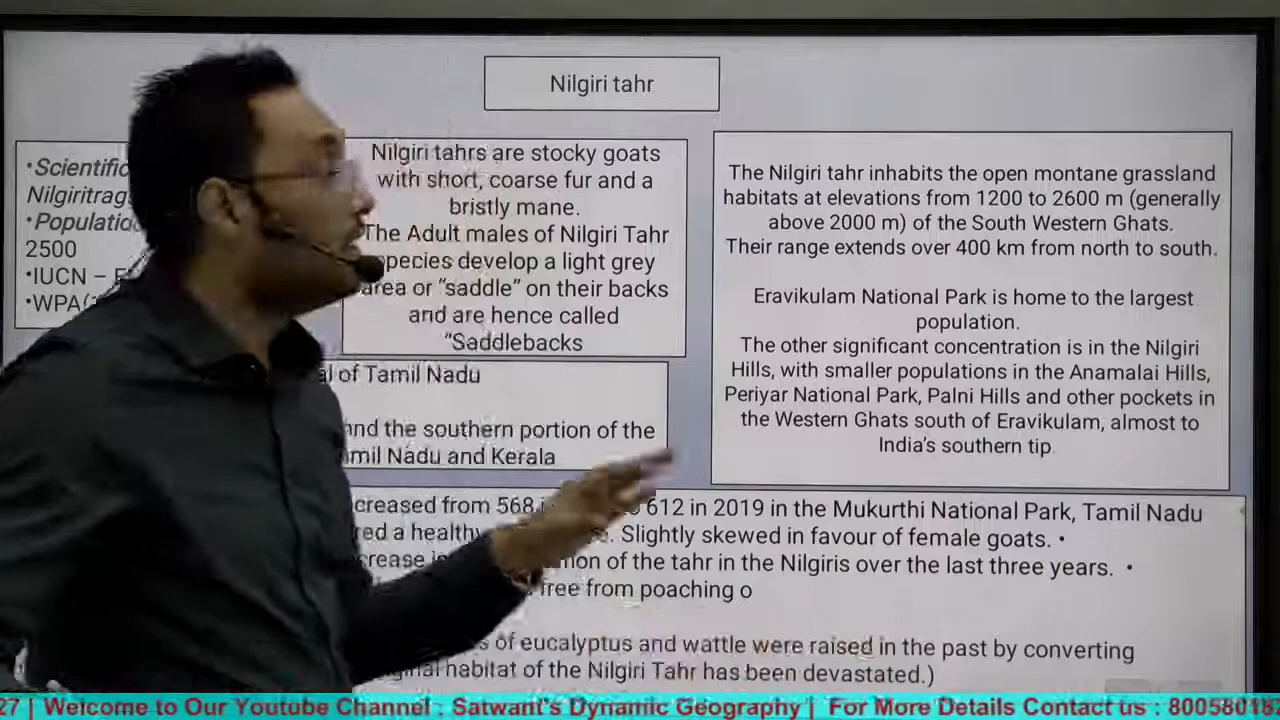 Nilgiri tahr
•Scientific
Nilgiritrag
•Populatio
2500
•IUCN – E
•WPA(
Nilgiri tahrs are stocky goats
with short, coarse fur and a
bristly mane.
The Adult males of Nilgiri Tahr
species develop a light grey
area or “saddle” on their backs
and are hence called
“Saddlebacks
al of Tamil Nadu
and the southern portion of the
amil Nadu and Kerala
The Nilgiri tahr inhabits the open montane grassland
habitats at elevations from 1200 to 2600 m (generally
above 2000 m) of the South Western Ghats.
Their range extends over 400 km from north to south.
Eravikulam National Park is home to the largest
population.
The other significant concentration is in the Nilgiri
Hills, with smaller populations in the Anamalai Hills,
Periyar National Park, Palni Hills and other pockets in
the Western Ghats south of Eravikulam, almost to
India’s southern tip
creased from 568 612 in 2019 in the Mukurthi National Park, Tamil Nadu
red a healthy Slightly skewed in favour of female goats. •
crease of the tahr in the Nilgiris over the last three years. •
free from poaching o
of eucalyptus and wattle were raised in the past by converting
habitat of the Nilgiri Tahr has been devastated.)
27 | Welcome to Our Youtube Channel : Satwant's Dynamic Geography | For More Details Contact us : 80058018